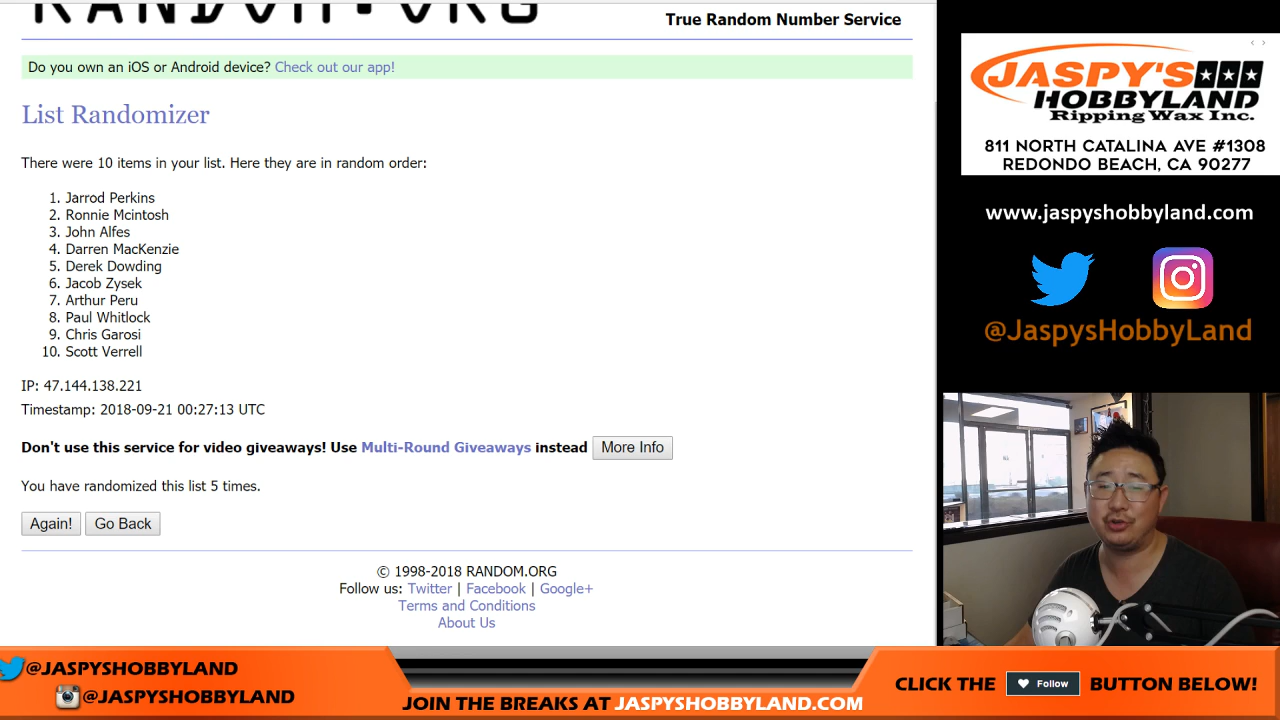 RANDOM.ORG
True Random Number Service
Do you own an iOS or Android device? Check out our app!
List Randomizer
There were 10 items in your list. Here they are in random order:
1. Jarrod Perkins
2. Ronnie Mcintosh
3. John Alfes
4. Darren MacKenzie
5. Derek Dowding
6. Jacob Zysek
7. Arthur Peru
8. Paul Whitlock
9. Chris Garosi
10. Scott Verrell
IP: 47.144.138.221
Timestamp: 2018-09-21 00:27:13 UTC
Don't use this service for video giveaways! Use Multi-Round Giveaways instead More Info
You have randomized this list 5 times.
Again! Go Back
© 1998-2018 RANDOM.ORG
Follow us: Twitter | Facebook | Google+
Terms and Conditions
About Us
JASPY'S
HOBBYLAND
Ripping Wax Inc.
811 NORTH CATALINA AVE #1308
REDONDO BEACH, CA 90277
www.jaspyshobbyland.com
@JaspysHobbyLand
@JASPYSHOBBYLAND
@JASPYSHOBBYLAND
JOIN THE BREAKS AT JASPYSHOBBYLAND.COM
CLICK THE Follow BUTTON BELOW!